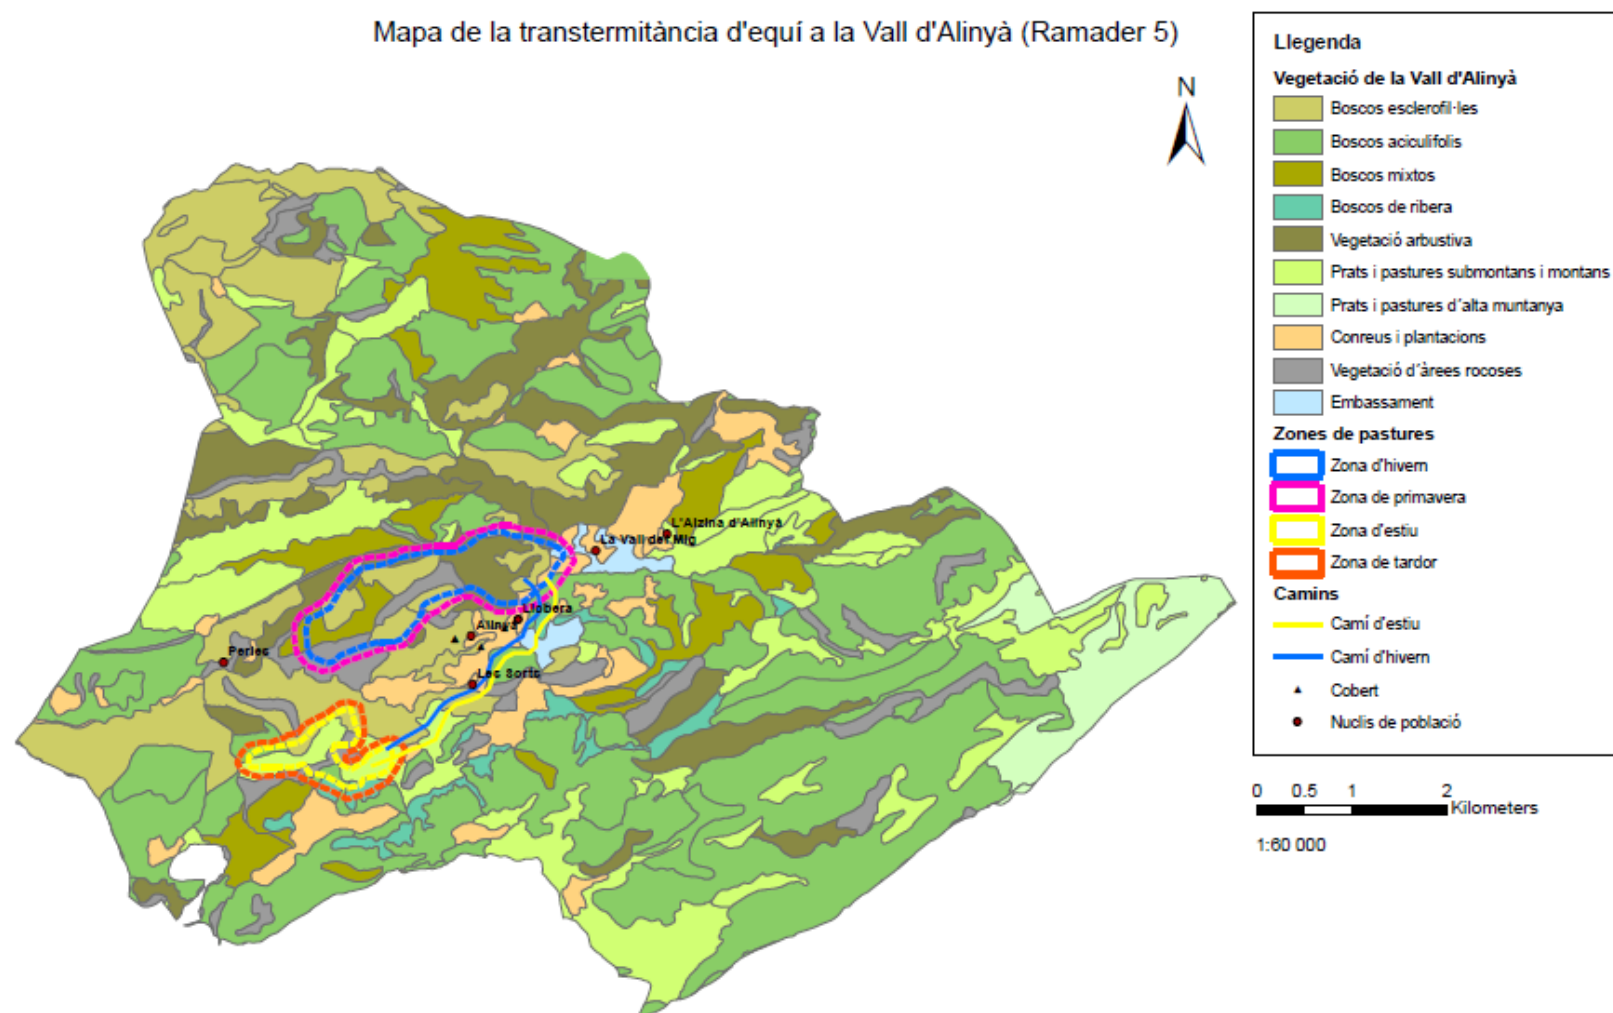 Mapa de la transtermitància d'equí a la Vall d'Alinyà (Ramader 5)
N
Llegenda
Vegetació de la Vall d'Alinyà
Boscos esclerofil·les
Boscos aciculifolis
Boscos mixtos
Boscos de ribera
Vegetació arbustiva
Prats i pastures submontans i montans
Prats i pastures d'alta muntanya
Conreus i plantacions
Vegetació d'àrees rocoses
Embassament
Zones de pastures
Zona d'hivern
Zona de primavera
Zona d'estiu
Zona de tardor
Camins
Camí d'estiu
Camí d'hivern
Cobert
Nuclis de població
0 0.5 1 2
Kilometers
1:60 000
L'Alzina d'Alinyà
La Vall del Mig
Llobera
Alinyà
Perles
Les Sorts